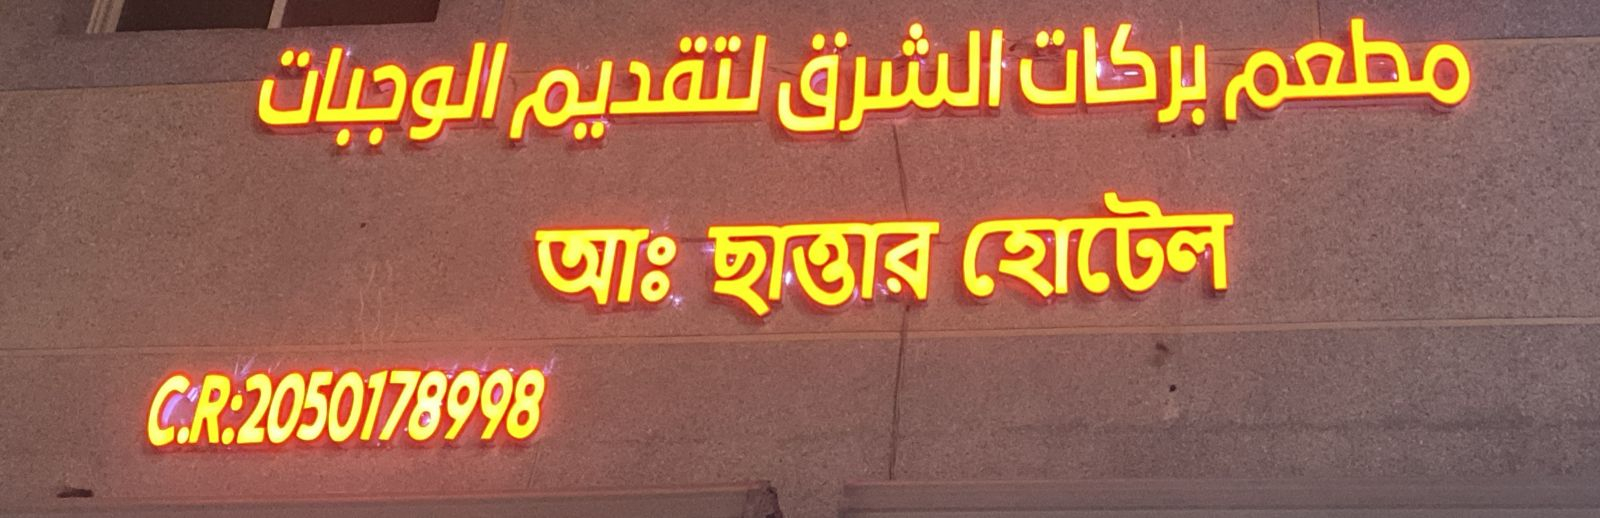 مطعم بركات الشرق لتقديم الوجبات
আঃ ছাত্তার হোটেল
C.R:2050178998